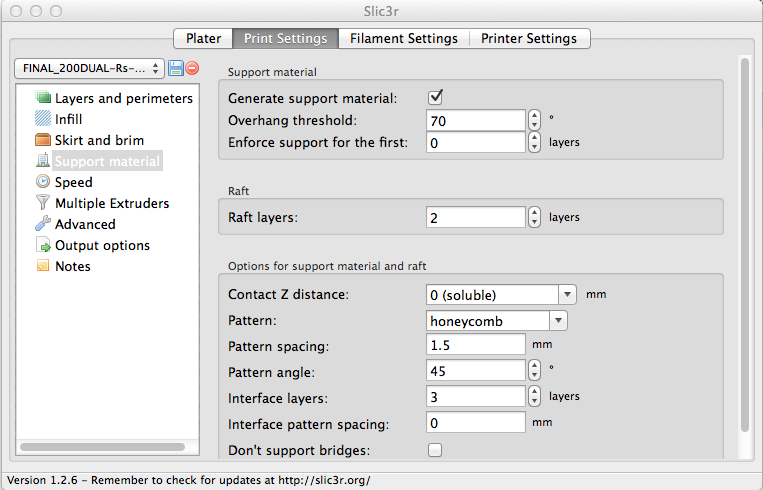 Slic3r
Plater Print Settings Filament Settings Printer Settings
FINAL_200DUAL-Rs-...
Layers and perimeters
Infill
Skirt and brim
Support material
Speed
Multiple Extruders
Advanced
Output options
Notes
Support material
Generate support material:
Overhang threshold: 70 °
Enforce support for the first: 0 layers
Raft
Raft layers: 2 layers
Options for support material and raft
Contact Z distance: 0 (soluble) mm
Pattern: honeycomb
Pattern spacing: 1.5 mm
Pattern angle: 45 °
Interface layers: 3 layers
Interface pattern spacing: 0 mm
Don't support bridges:
Version 1.2.6 - Remember to check for updates at http://slic3r.org/